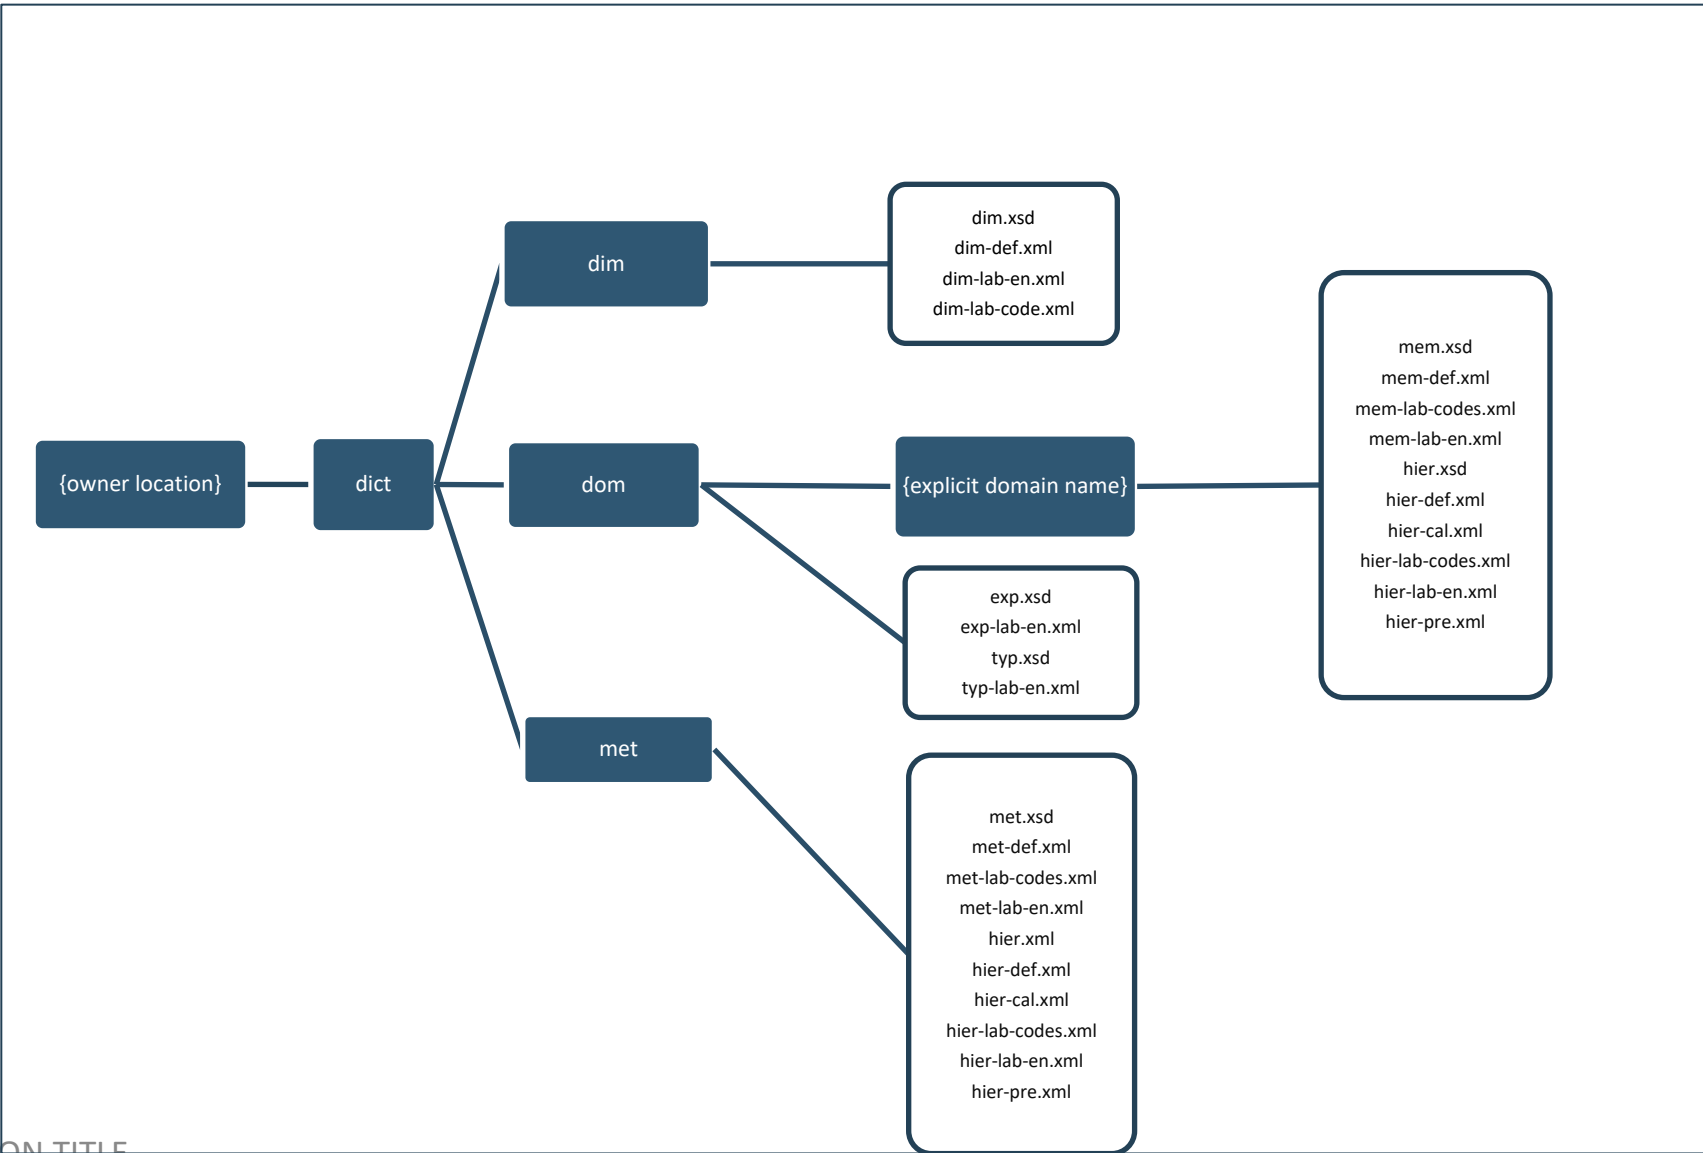 {owner location}
dict
dim
dom
met
dim.xsd
dim-def.xml
dim-lab-en.xml
dim-lab-code.xml
{explicit domain name}
exp.xsd
exp-lab-en.xml
typ.xsd
typ-lab-en.xml
met.xsd
met-def.xml
met-lab-codes.xml
met-lab-en.xml
hier.xml
hier-def.xml
hier-cal.xml
hier-lab-codes.xml
hier-lab-en.xml
hier-pre.xml
mem.xsd
mem-def.xml
mem-lab-codes.xml
mem-lab-en.xml
hier.xsd
hier-def.xml
hier-cal.xml
hier-lab-codes.xml
hier-lab-en.xml
hier-pre.xml
ON TITLE